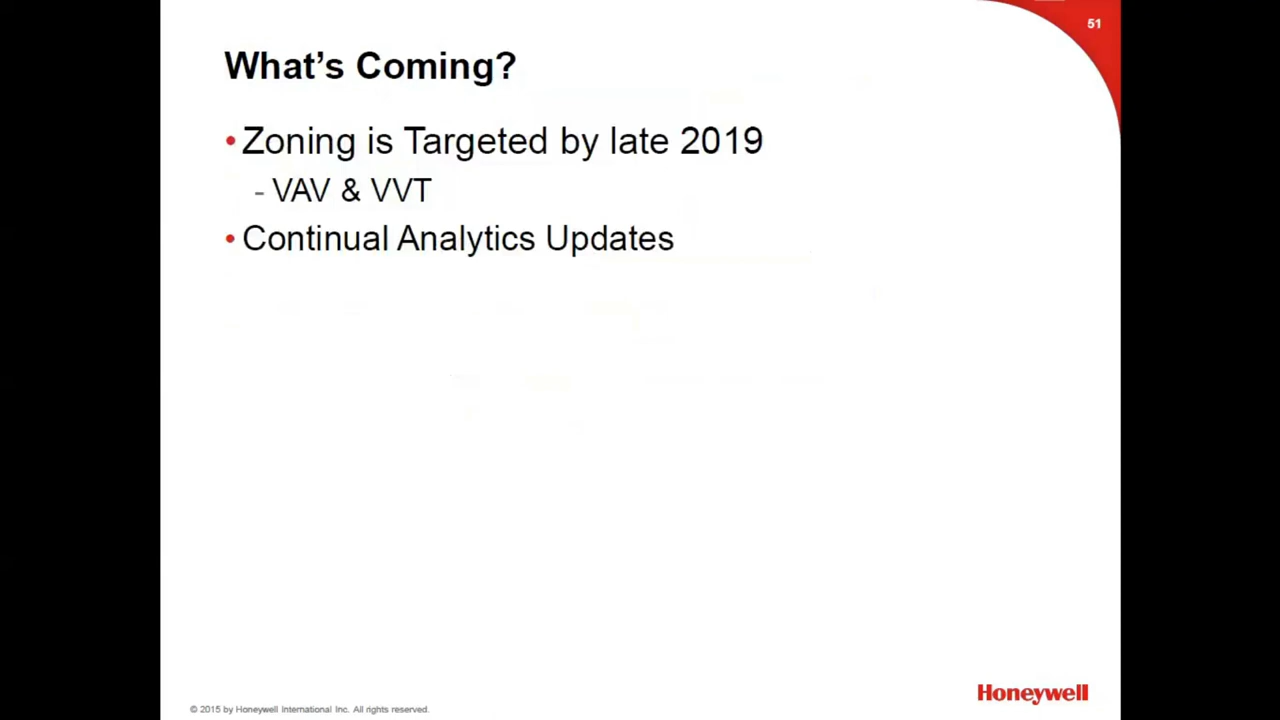 51
What's Coming?
•Zoning is Targeted by late 2019
- VAV & VVT
•Continual Analytics Updates
© 2015 by Honeywell International Inc. All rights reserved.
Honeywell